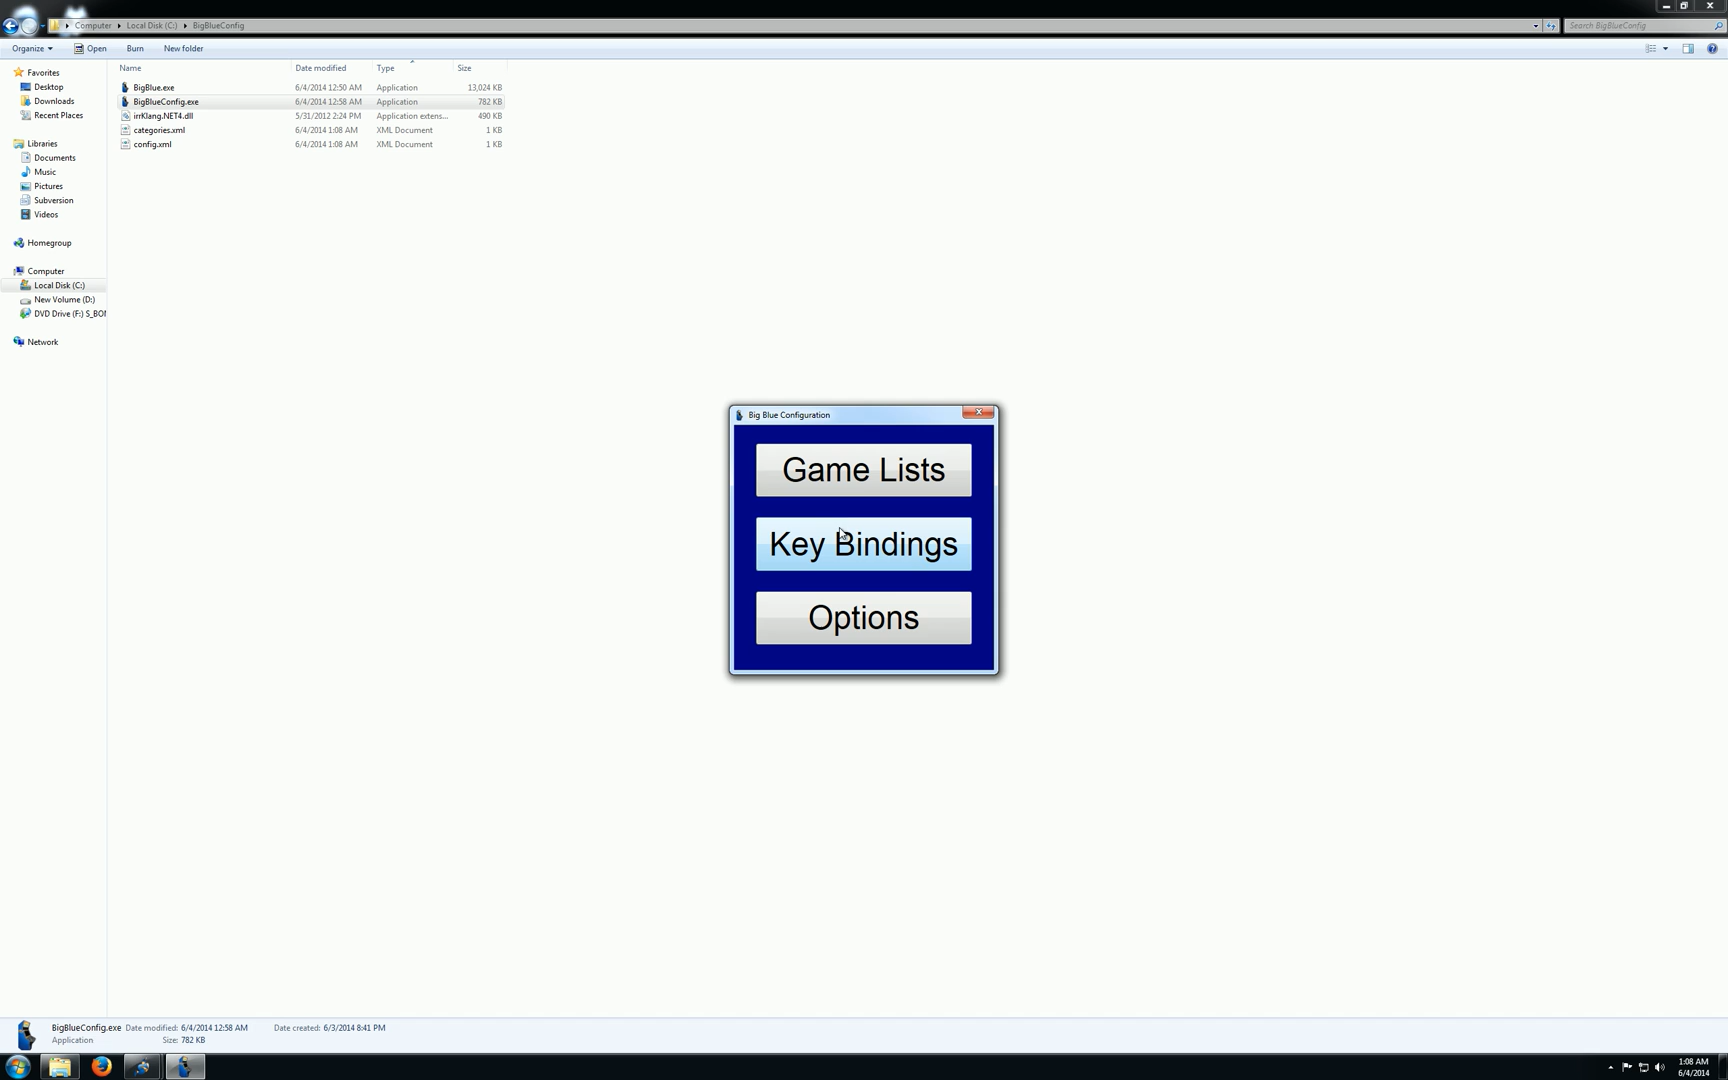 Computer Local Disk (C:) BigBlueConfig
Search BigBlueConfig
Organize Open Burn New folder
Name Date modified Type Size
Favorites
Desktop
Downloads
Recent Places
Libraries
Documents
Music
Pictures
Subversion
Videos
Homegroup
Computer
Local Disk (C:)
New Volume (D:)
DVD Drive (F:) S_BO
Network
BigBlue.exe 6/4/2014 12:50 AM Application 13,024 KB
BigBlueConfig.exe 6/4/2014 12:58 AM Application 782 KB
irrKlang.NET4.dll 5/31/2012 2:24 PM Application extens... 490 KB
categories.xml 6/4/2014 1:08 AM XML Document 1 KB
config.xml 6/4/2014 1:08 AM XML Document 1 KB
Big Blue Configuration
Game Lists
Key Bindings
Options
BigBlueConfig.exe Date modified: 6/4/2014 12:58 AM Date created: 6/3/2014 8:41 PM
Application Size: 782 KB
1:08 AM
6/4/2014